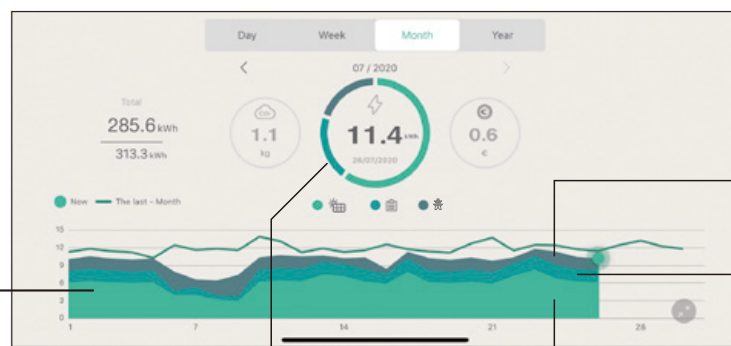 Day Week Month Year
07 / 2020
Total
285.6 kWh
313.3 kWh
CO2
1.1
kg
11.4 kWh
26/07/2020
€
0.6
€
Now The last - Month
15
12
9
6
3
0
1 7 14 21 28